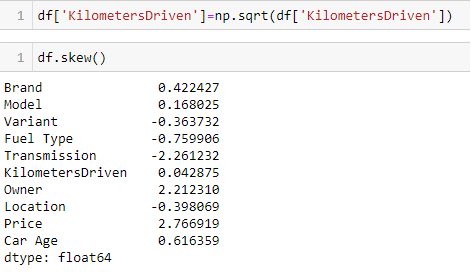 1 df['KilometersDriven']=np.sqrt(df['KilometersDriven'])
1 df.skew()
Brand 0.422427
Model 0.168025
Variant -0.363732
Fuel Type -0.759906
Transmission -2.261232
KilometersDriven 0.042875
Owner 2.212310
Location -0.398069
Price 2.766919
Car Age 0.616359
dtype: float64